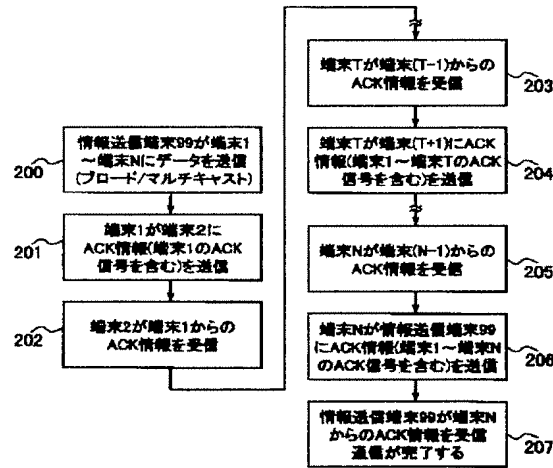 200
情報送信端末99が端末1
~端末Nにデータを送信
(ブロード/マルチキャスト)
201
端末1が端末2に
ACK情報(端末1のACK
信号を含む)を送信
202
端末2が端末1からの
ACK情報を受信
端末Tが端末(T-1)からの
ACK情報を受信
203
端末Tが端末(T+1)にACK
情報(端末1~端末TのACK
信号を含む)を送信
204
端末Nが端末(N-1)からの
ACK情報を受信
205
端末Nが情報送信端末99
にACK情報(端末1~端末N
のACK信号を含む)を送信
206
情報送信端末99が端末N
からのACK情報を受信
通信が完了する
207